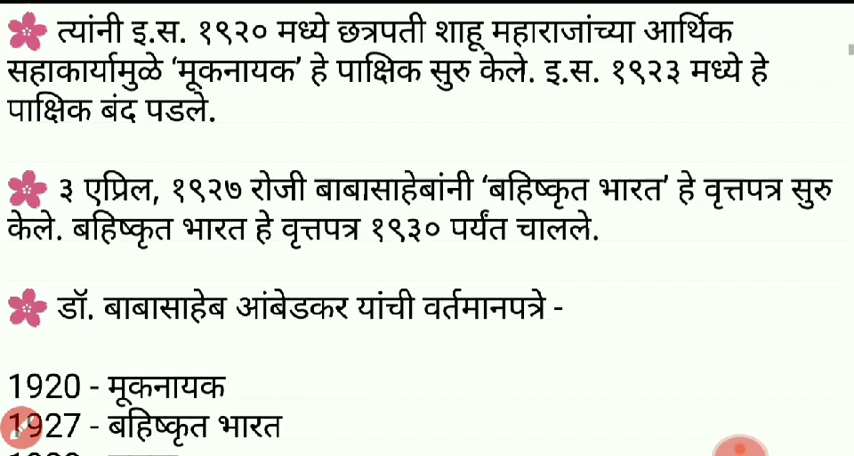 त्यांनी इ.स. १९२० मध्ये छत्रपती शाहू महाराजांच्या आर्थिक
सहाकार्यामुळे ‘मूकनायक’ हे पाक्षिक सुरु केले. इ.स. १९२३ मध्ये हे
पाक्षिक बंद पडले.
३ एप्रिल, १९२७ रोजी बाबासाहेबांनी ‘बहिष्कृत भारत’ हे वृत्तपत्र सुरु
केले. बहिष्कृत भारत हे वृत्तपत्र १९३० पर्यंत चालले.
डॉ. बाबासाहेब आंबेडकर यांची वर्तमानपत्रे -
1920 - मूकनायक
1927 - बहिष्कृत भारत